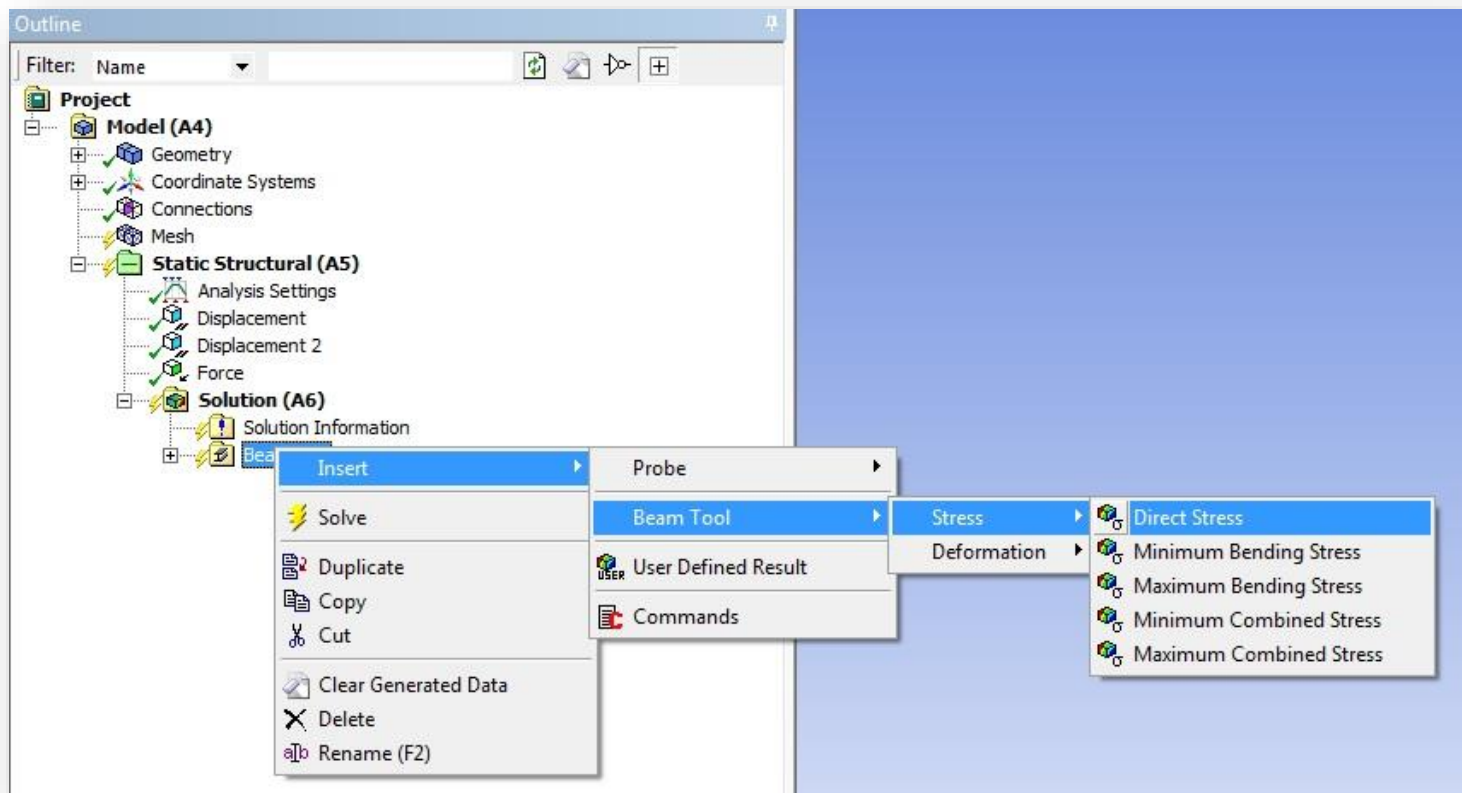 Outline
Filter: Name
Project
Model (A4)
Geometry
Coordinate Systems
Connections
Mesh
Static Structural (A5)
Analysis Settings
Displacement
Displacement 2
Force
Solution (A6)
Solution Information
Bea
Insert
Solve
Duplicate
Copy
Cut
Clear Generated Data
Delete
Rename (F2)
Probe
Beam Tool
USER User Defined Result
Commands
Stress
Deformation
σ Direct Stress
σ Minimum Bending Stress
σ Maximum Bending Stress
σ Minimum Combined Stress
σ Maximum Combined Stress